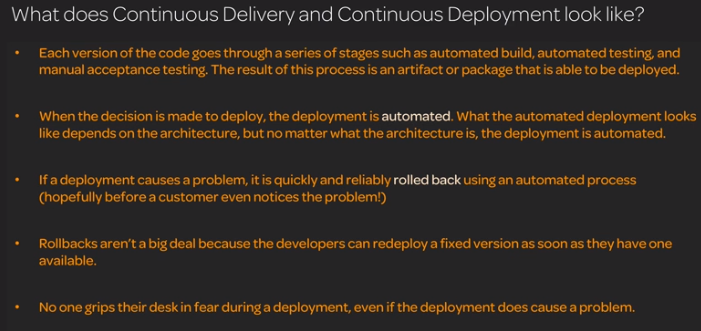 What does Continuous Delivery and Continuous Deployment look like?
• Each version of the code goes through a series of stages such as automated build, automated testing, and
manual acceptance testing. The result of this process is an artifact or package that is able to be deployed.
• When the decision is made to deploy, the deployment is automated. What the automated deployment looks
like depends on the architecture, but no matter what the architecture is, the deployment is automated.
• If a deployment causes a problem, it is quickly and reliably rolled back using an automated process
(hopefully before a customer even notices the problem!)
• Rollbacks aren't a big deal because the developers can redeploy a fixed version as soon as they have one
available.
• No one grips their desk in fear during a deployment, even if the deployment does cause a problem.